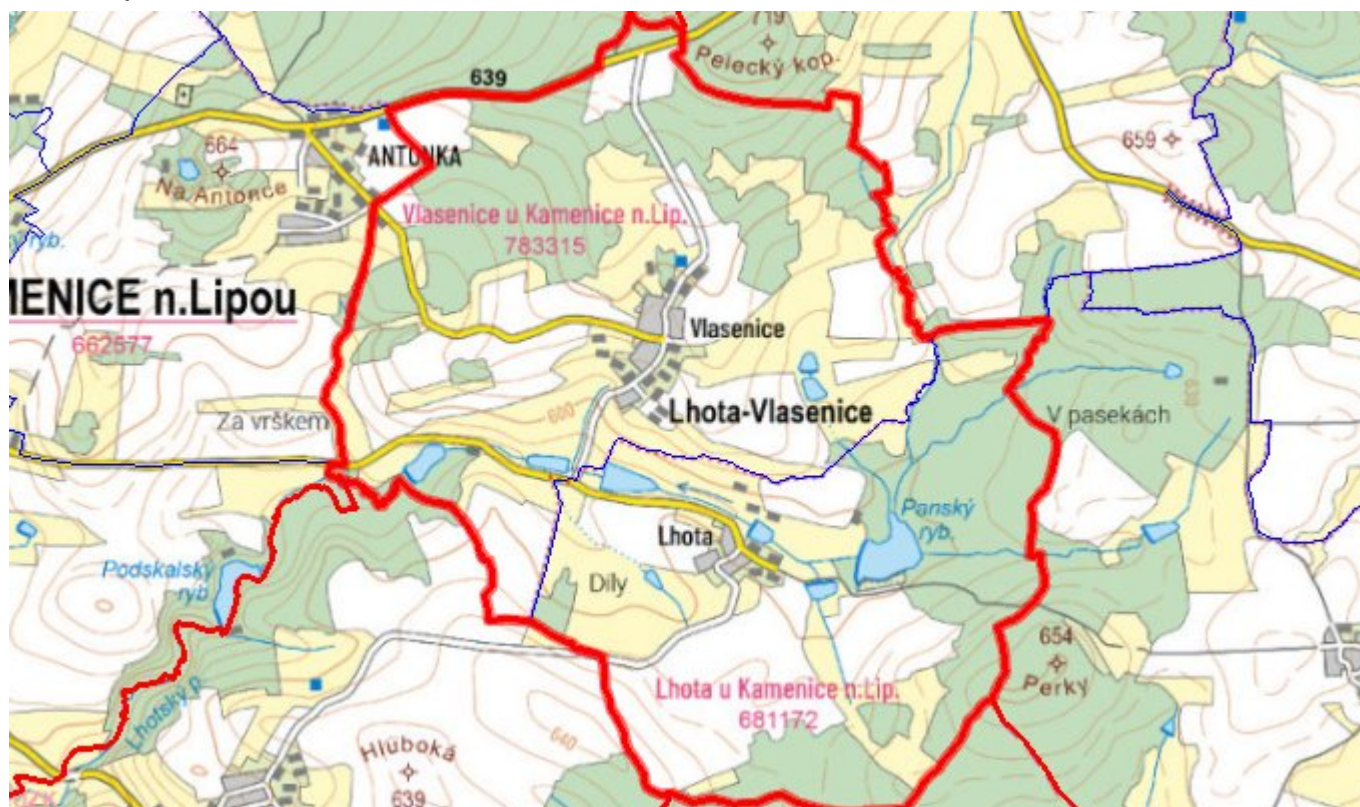 719
Pelecký kop.
639
664
ANTONKA
659
Na Antonce
Vlasenice u Kamenice n.Lip.
783315
ryb.
MENICE n.Lipou
662577
Vlasenice
Lhota-Vlasenice
600
638
Za vrškem
V pasekách
Panský
ryb.
Lhota
Podskalský
ryb.
Díly
654
Perky
Lhota u Kamenice n.Lip.
681172
Lhotský p.
640
Hluboká
639